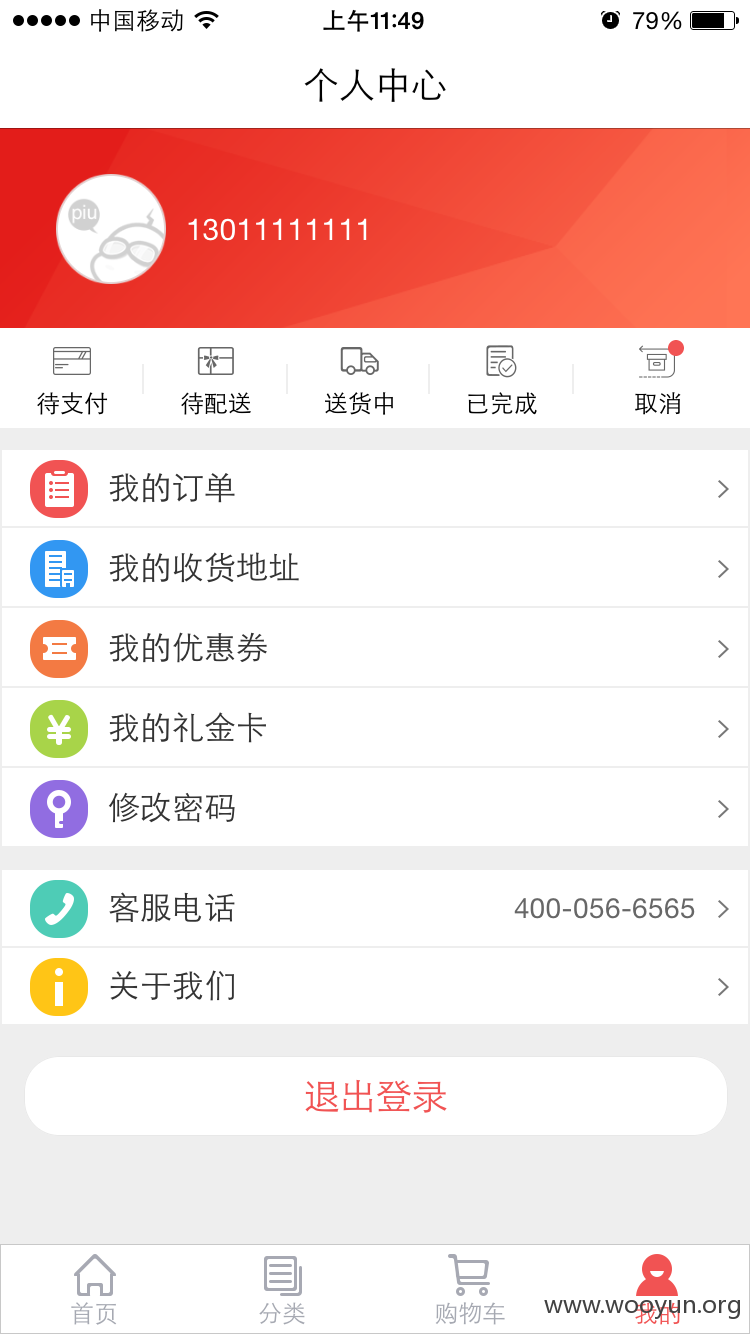 中国移动 上午11:49 79%
个人中心
piu
13011111111
待支付 待配送 送货中 已完成 取消
我的订单
我的收货地址
我的优惠券
我的礼金卡
修改密码
客服电话 400-056-6565
关于我们
退出登录
首页 分类 购物车 我的
www.wooyun.org